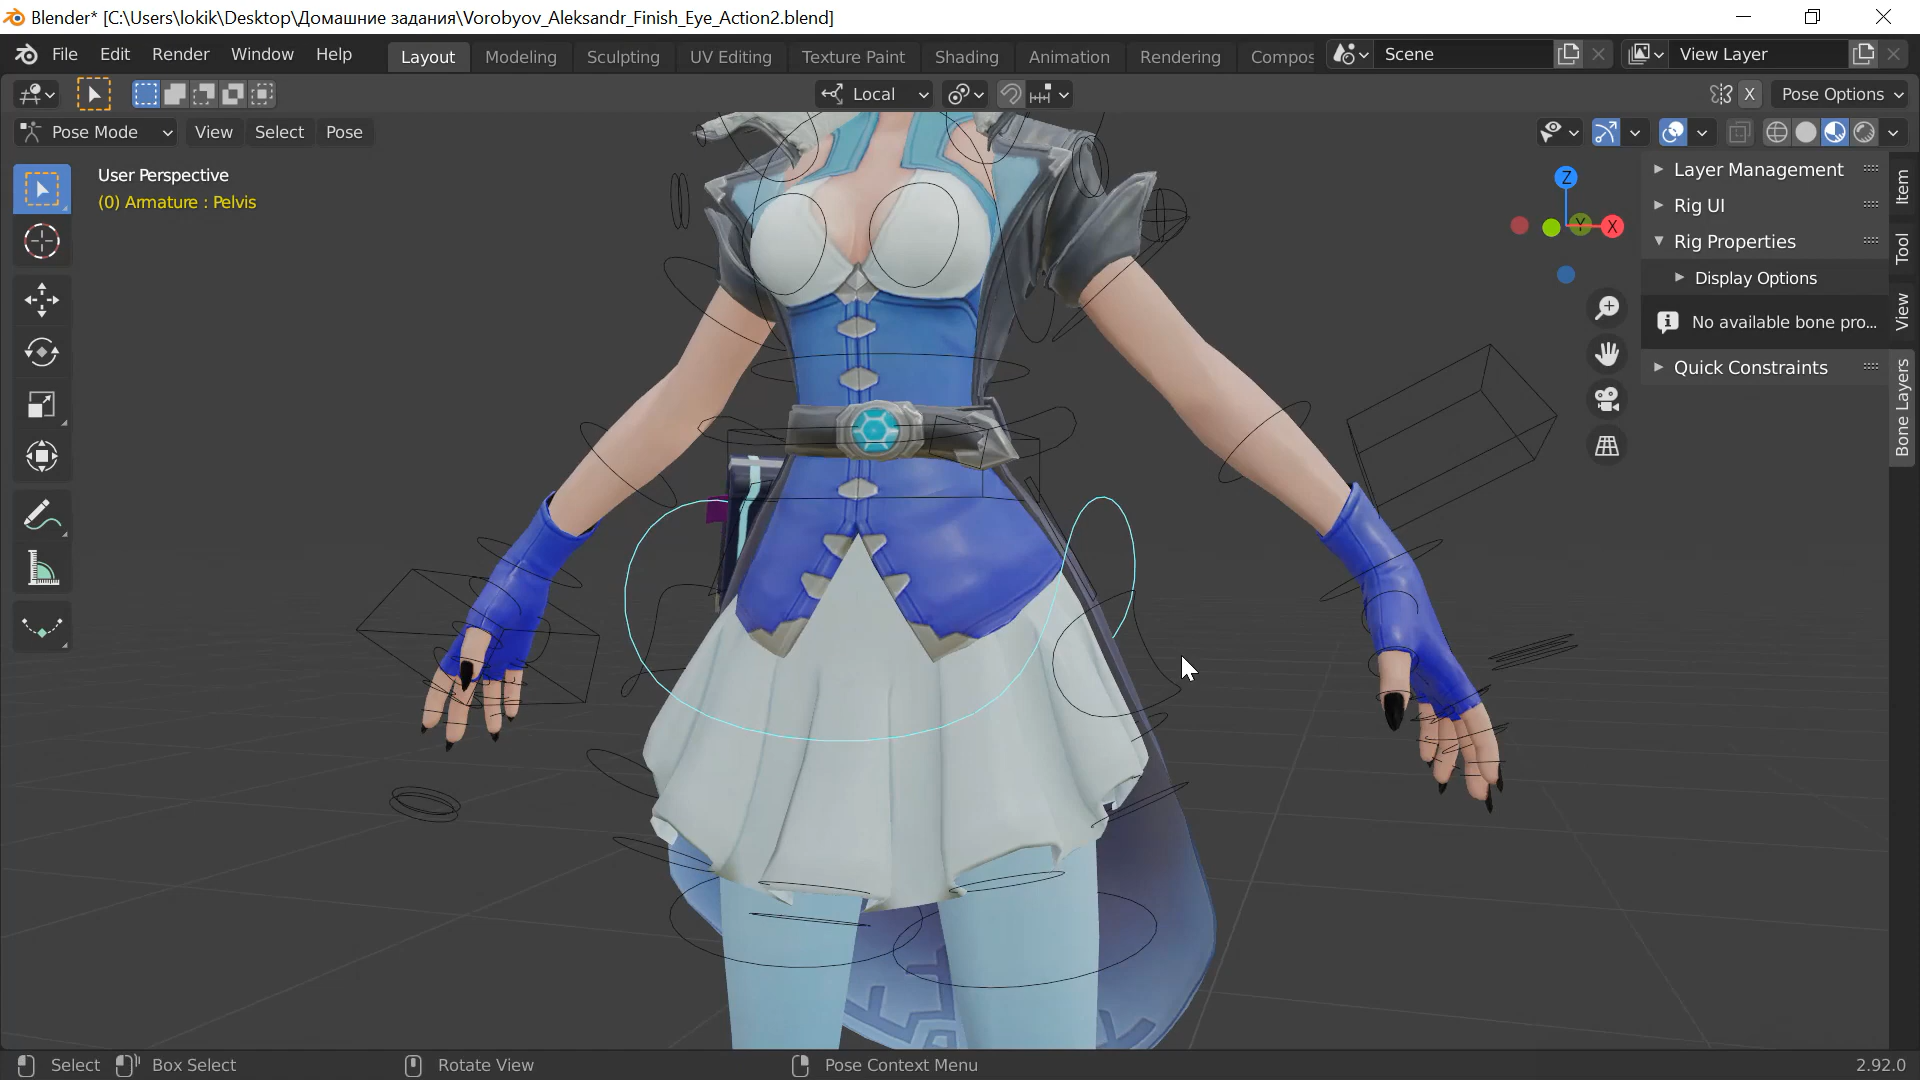 Blender* [C:\Users\lokik\Desktop\Домашние задания\Vorobyov_Aleksandr_Finish_Eye_Action2.blend]
File Edit Render Window Help Layout Modeling Sculpting UV Editing Texture Paint Shading Animation Rendering Compos Scene View Layer
Local X Pose Options
Pose Mode View Select Pose
User Perspective
(0) Armature : Pelvis
Z
Y
X
Layer Management
Rig UI
Rig Properties
Display Options
No available bone pro...
Quick Constraints
Item
Tool
View
Bone Layers
Select Box Select Rotate View Pose Context Menu 2.92.0